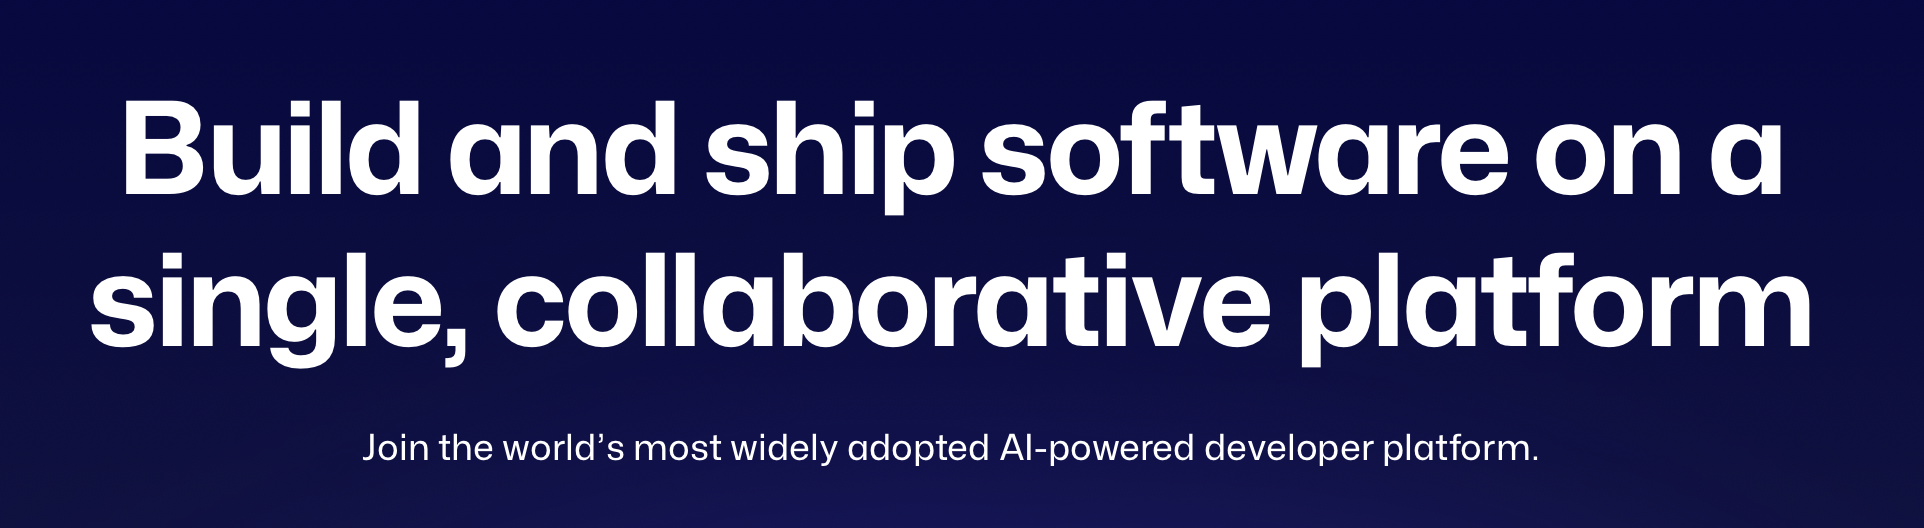 Build and ship software on a
single, collaborative platform
Join the world’s most widely adopted AI-powered developer platform.